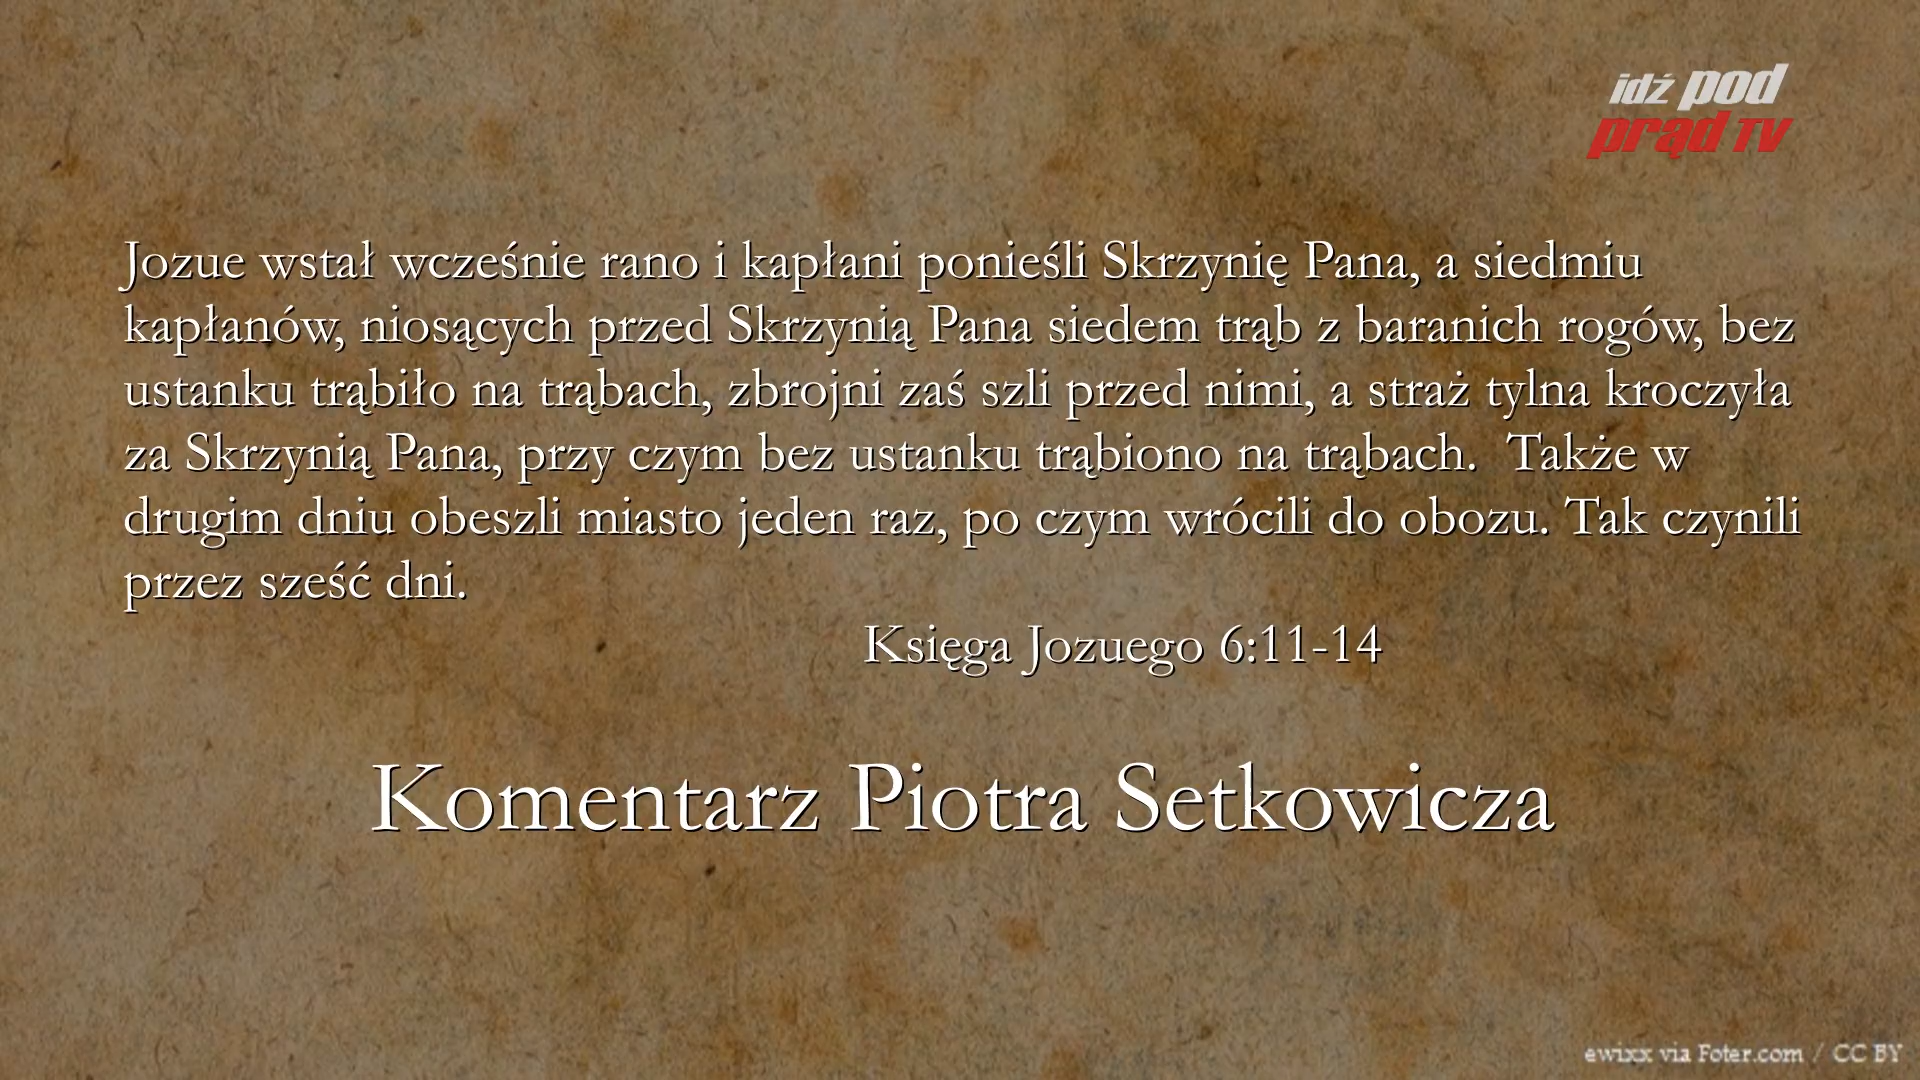 idź pod
prąd TV
Jozue wstał wcześnie rano i kapłani ponieśli Skrzynię Pana, a siedmiu
kapłanów, niosących przed Skrzynią Pana siedem trąb z baranich rogów, bez
ustanku trąbiło na trąbach, zbrojni zaś szli przed nimi, a straż tylna kroczyła
za Skrzynią Pana, przy czym bez ustanku trąbiono na trąbach.  Także w
drugim dniu obeszli miasto jeden raz, po czym wrócili do obozu. Tak czynili
przez sześć dni.
Księga Jozuego 6:11-14
Komentarz Piotra Setkowicza
ewixx via Foter.com / CC BY